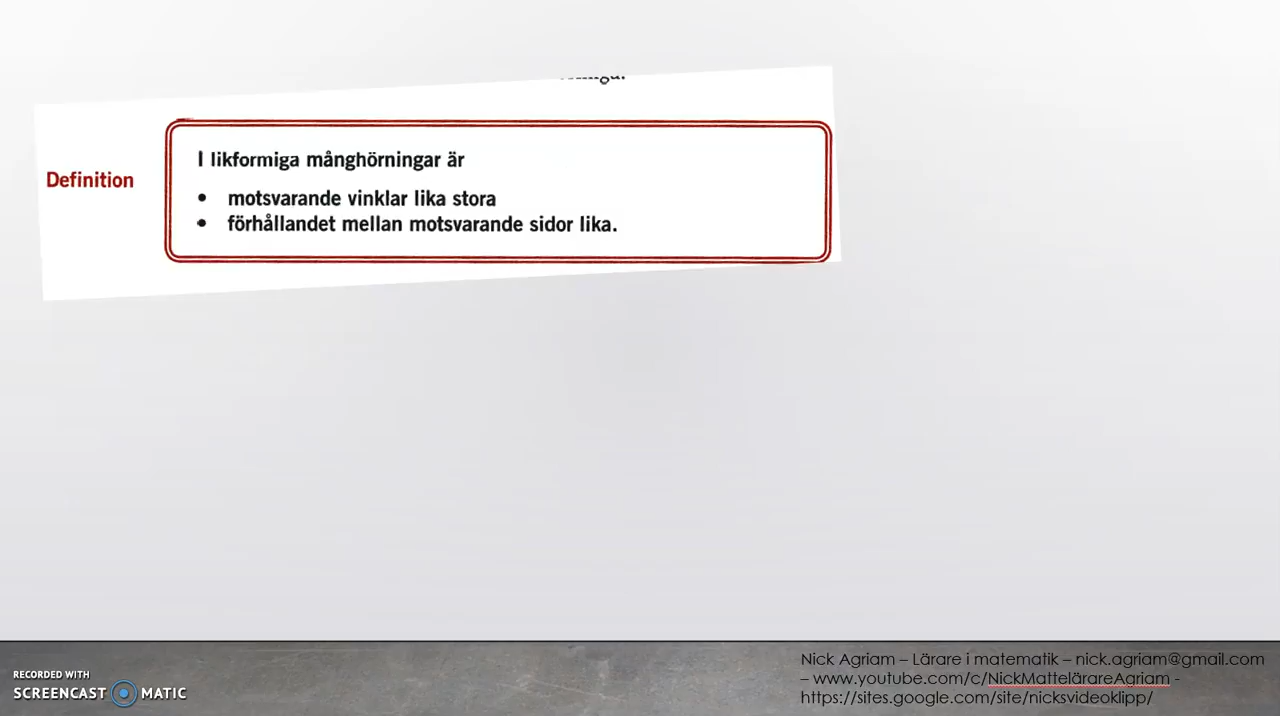 Definition
I likformiga månghörningar är
• motsvarande vinklar lika stora
• förhållandet mellan motsvarande sidor lika.
RECORDED WITH
SCREENCAST MATIC
Nick Agriam – Lärare i matematik – nick.agriam@gmail.com
– www.youtube.com/c/NickMattelärareAgriam -
https://sites.google.com/site/nicksvideoklipp/